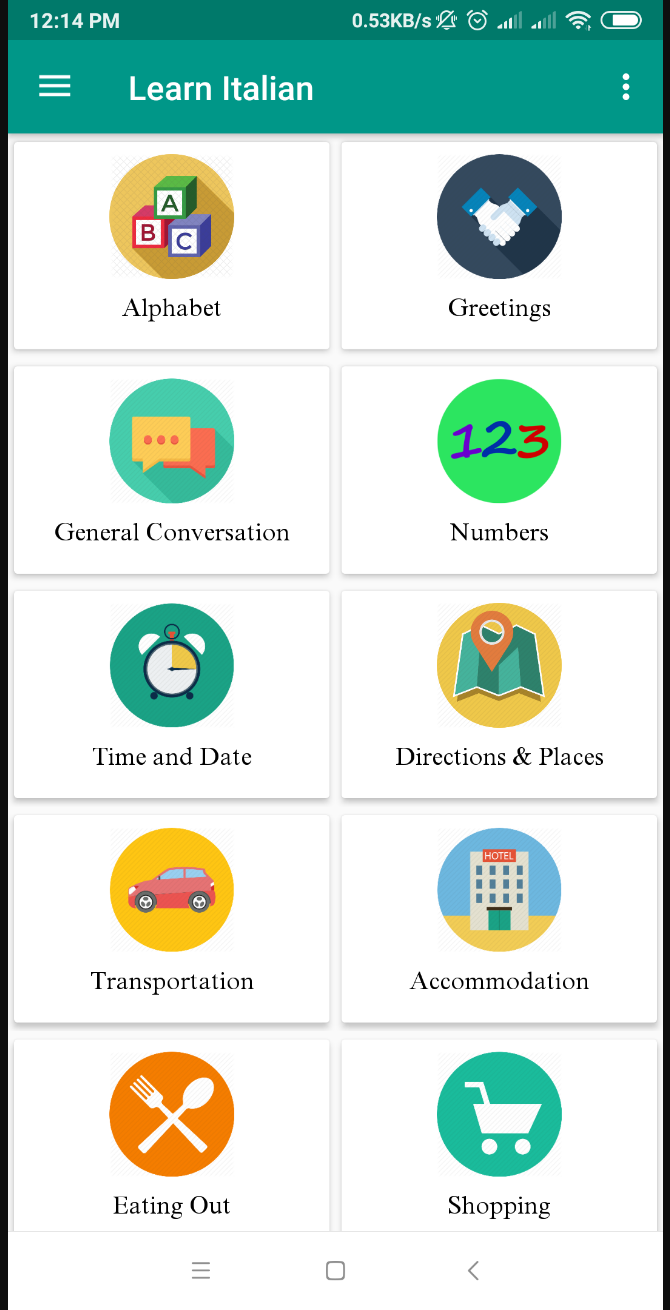 12:14 PM 0.53KB/s
Learn Italian
A
B C
Alphabet
Greetings
General Conversation
123
Numbers
Time and Date
Directions & Places
Transportation
HOTEL
Accommodation
Eating Out
Shopping